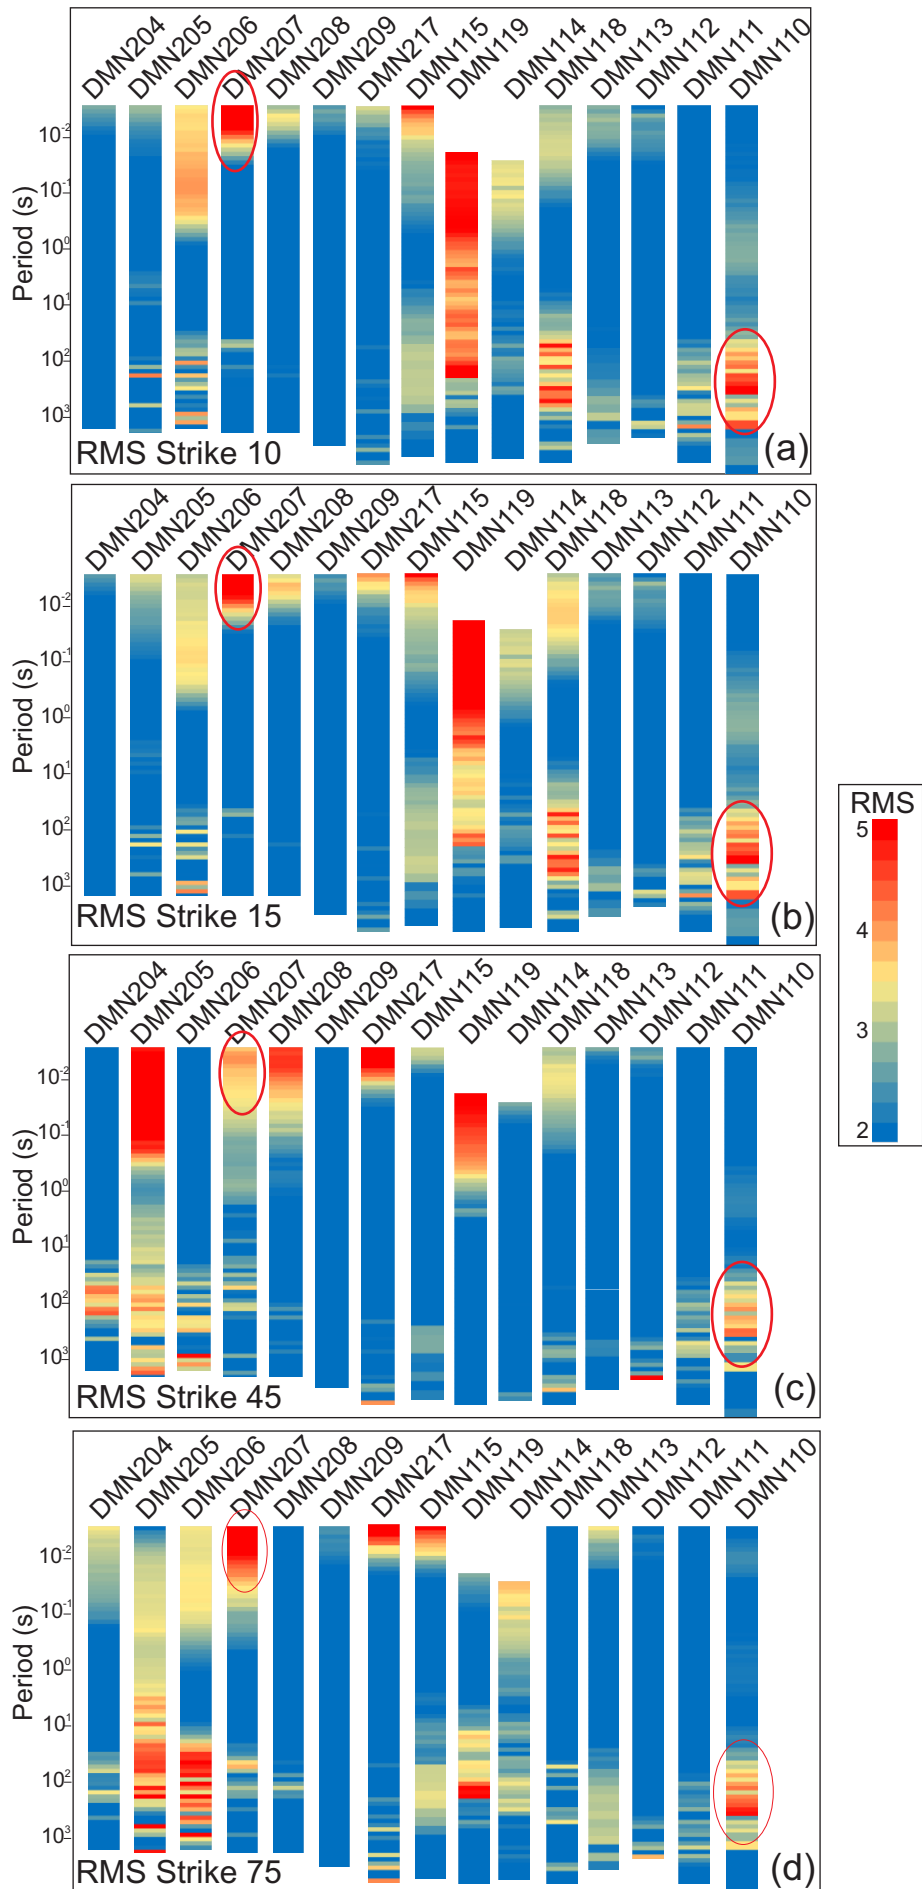 DMN204 DMN205 DMN206 DMN207 DMN208 DMN209 DMN217 DMN115 DMN119 DMN114 DMN118 DMN113 DMN112 DMN111 DMN110
Period (s)
10-2
10-1
100
101
102
103
RMS Strike 10
(a)
DMN204 DMN205 DMN206 DMN207 DMN208 DMN209 DMN217 DMN115 DMN119 DMN114 DMN118 DMN113 DMN112 DMN111 DMN110
Period (s)
10-2
10-1
100
101
102
103
RMS Strike 15
(b)
RMS
5
4
3
2
DMN204 DMN205 DMN206 DMN207 DMN208 DMN209 DMN217 DMN115 DMN119 DMN114 DMN118 DMN113 DMN112 DMN111 DMN110
Period (s)
10-2
10-1
100
101
102
103
RMS Strike 45
(c)
DMN204 DMN205 DMN206 DMN207 DMN208 DMN209 DMN217 DMN115 DMN119 DMN114 DMN118 DMN113 DMN112 DMN111 DMN110
Period (s)
10-2
10-1
100
101
102
103
RMS Strike 75
(d)